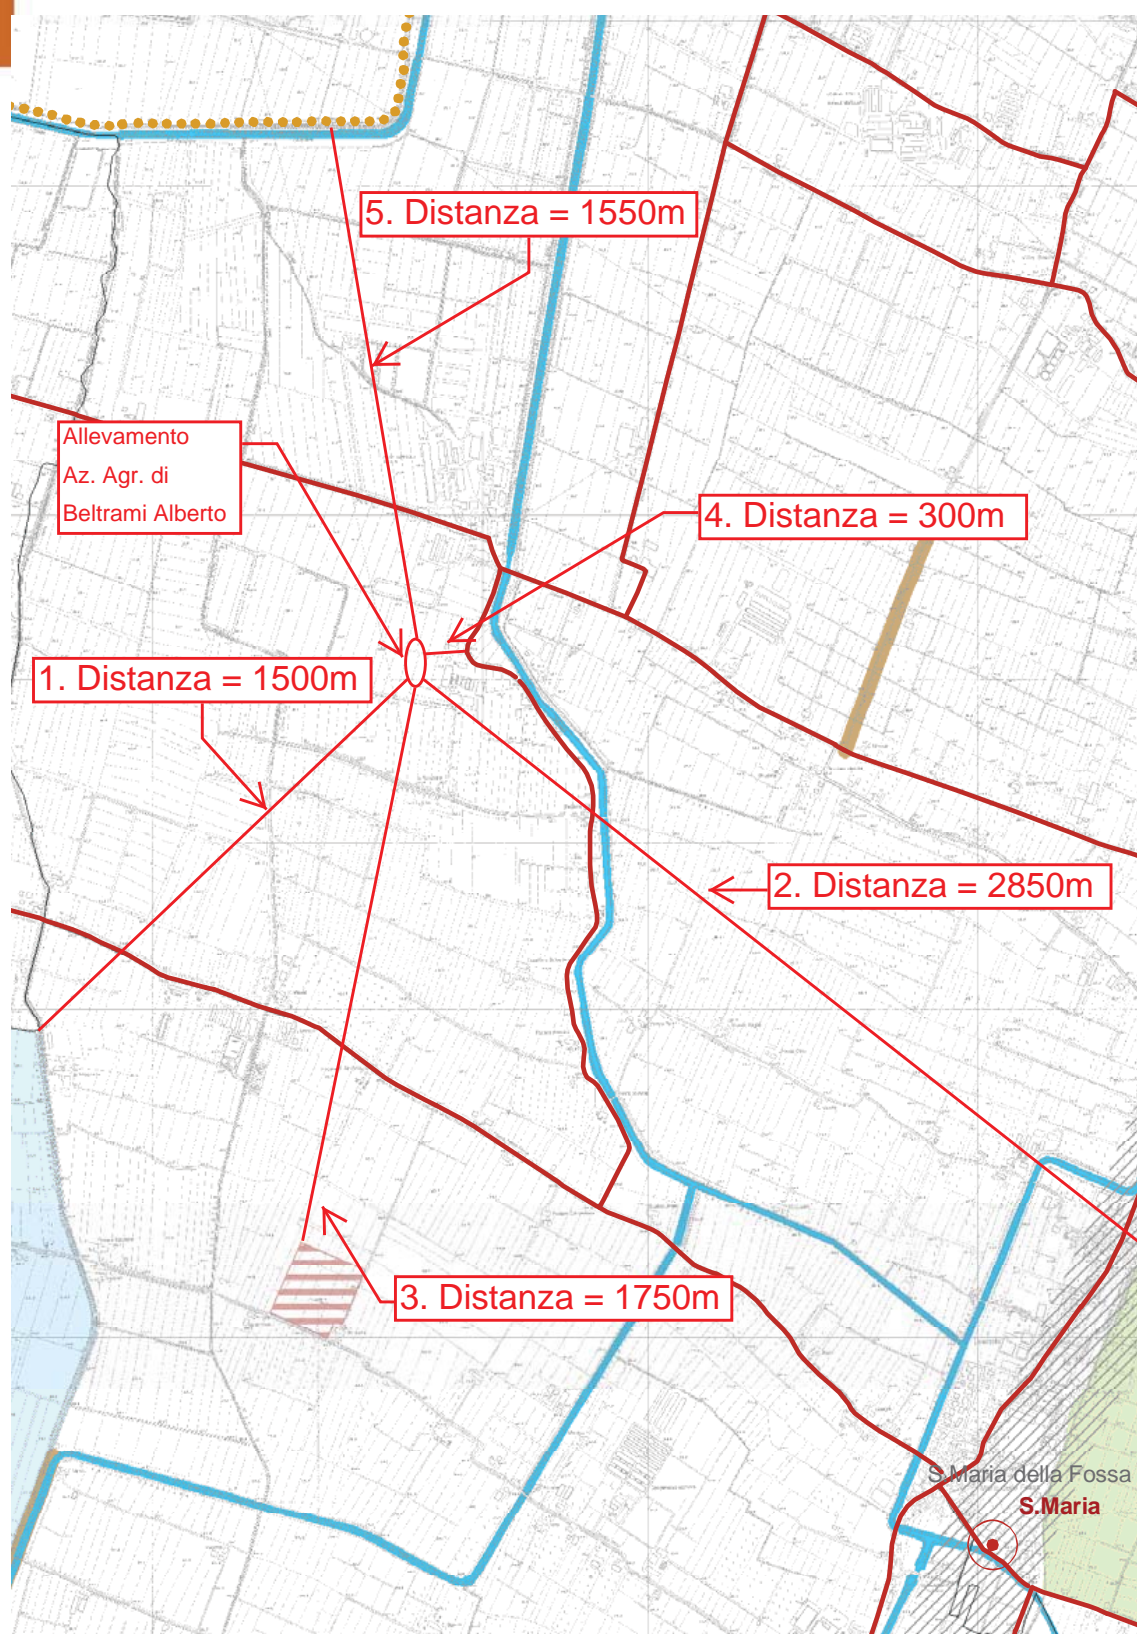 5. Distanza = 1550m
Allevamento
Az. Agr. di
Beltrami Alberto
4. Distanza = 300m
1. Distanza = 1500m
2. Distanza = 2850m
3. Distanza = 1750m
S.Maria della Fossa
S.Maria